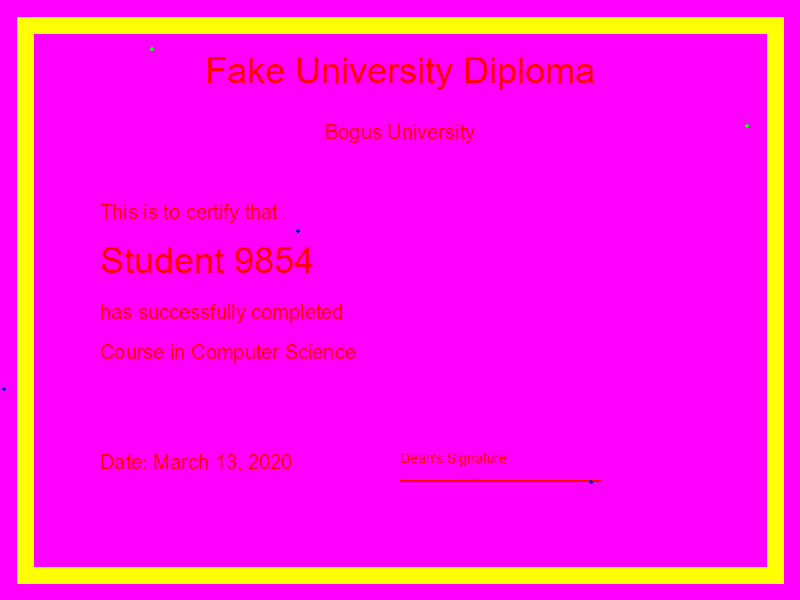 Fake University Diploma
Bogus University
This is to certify that
Student 9854
has successfully completed
Course in Computer Science
Date: March 13, 2020
Dean's Signature